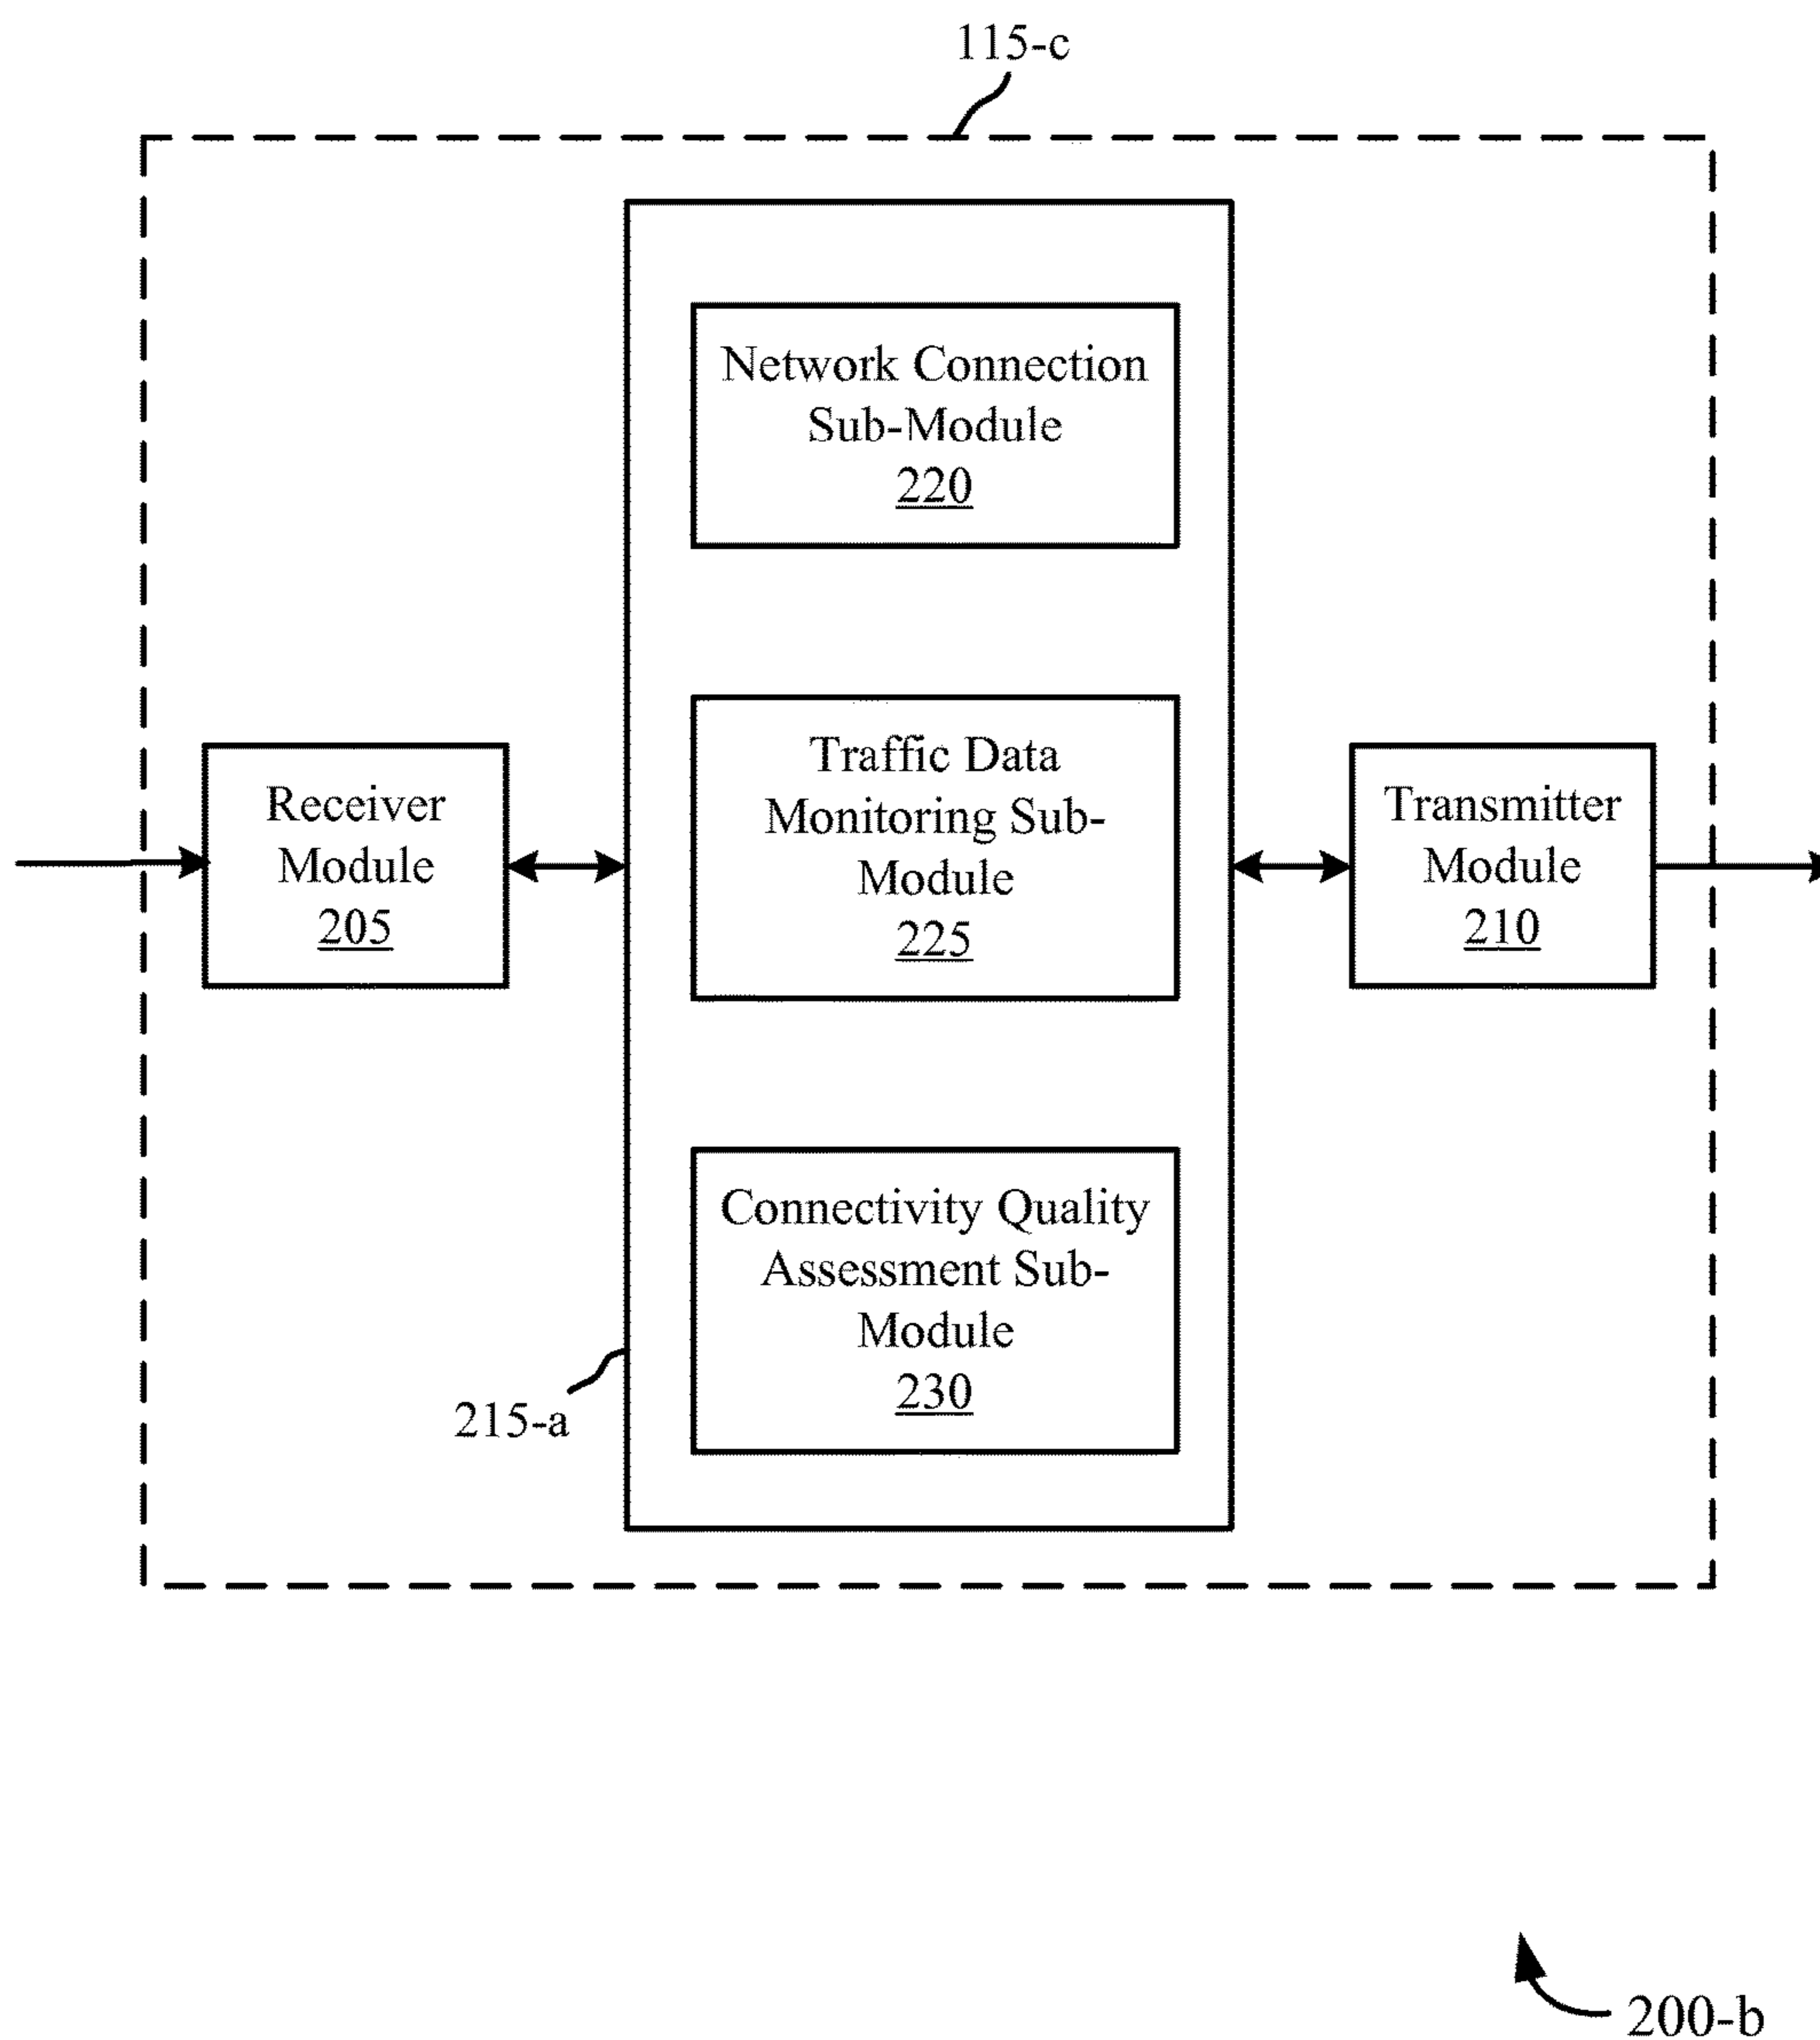 115-c
Network Connection
Sub-Module
220
Receiver
Module
205
Traffic Data
Monitoring Sub-
Module
225
Transmitter
Module
210
Connectivity Quality
Assessment Sub-
Module
230
215-a
200-b